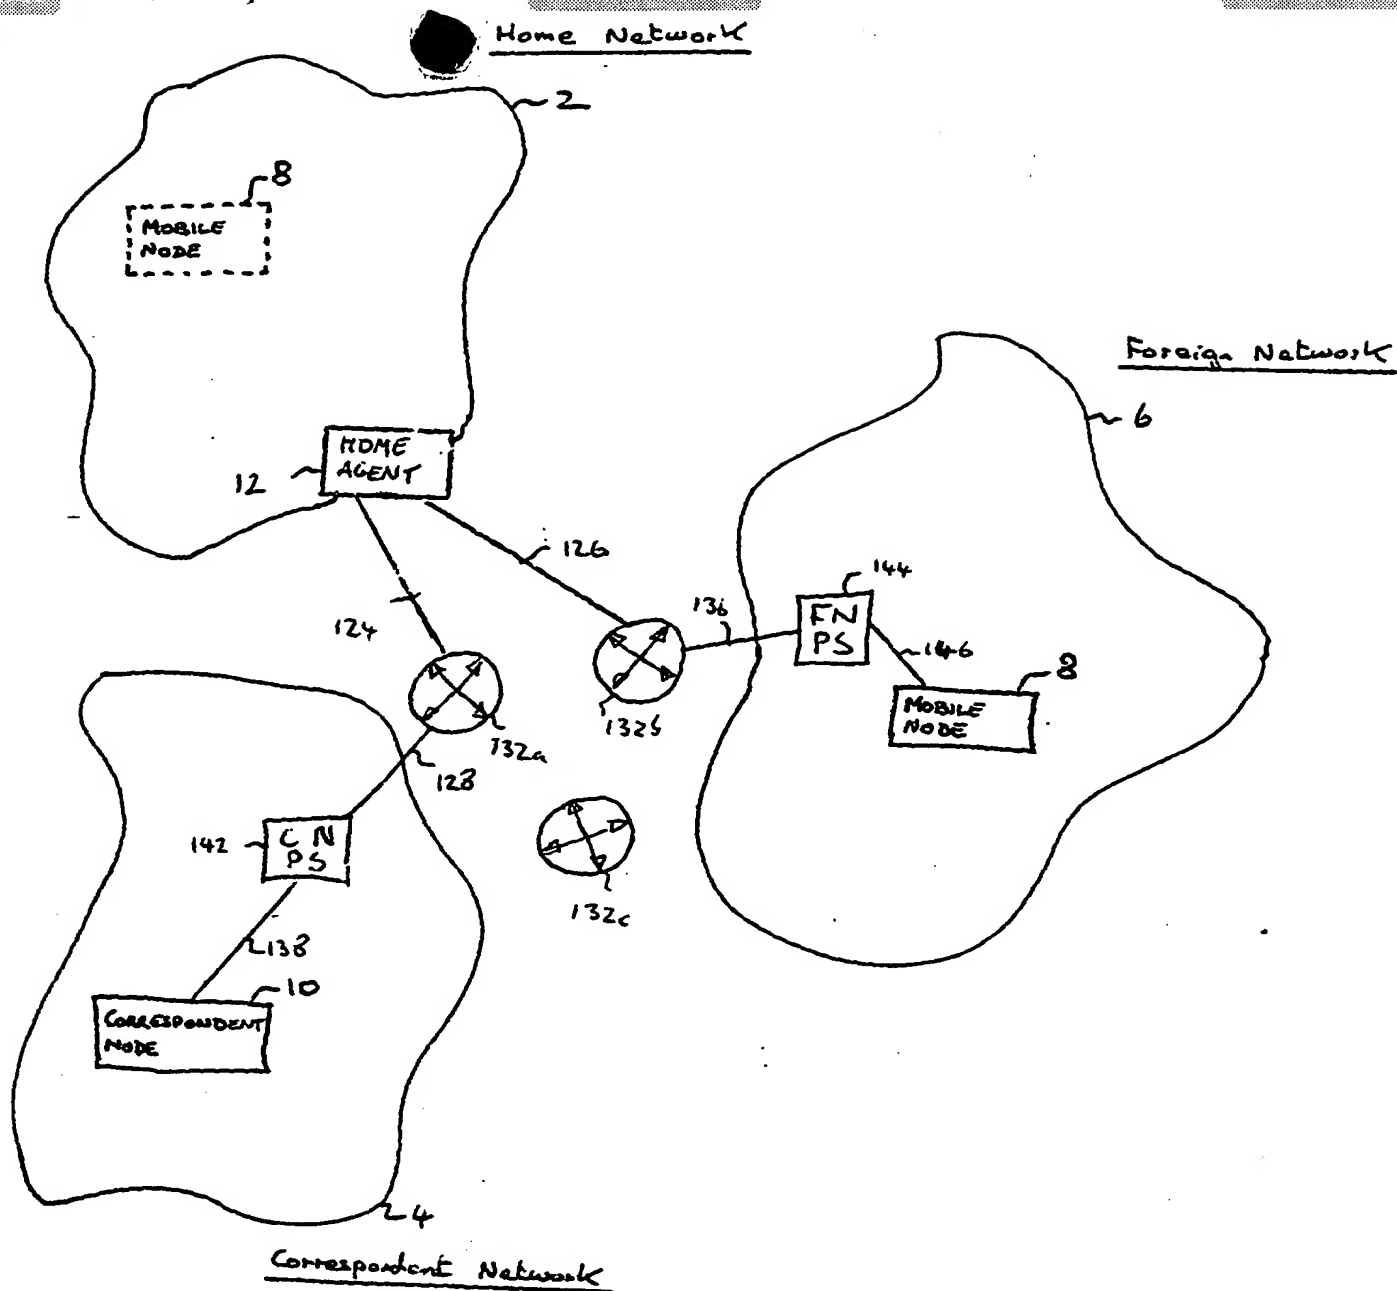 Home Network
2
8
MOBILE
NODE
Foreign Network
6
HOME
AGENT
12
126
144
136
FN
PS
124
146
8
MOBILE
NODE
132b
132a
128
142
CN
PS
132c
138
10
CORRESPONDENT
NODE
4
Correspondent Network